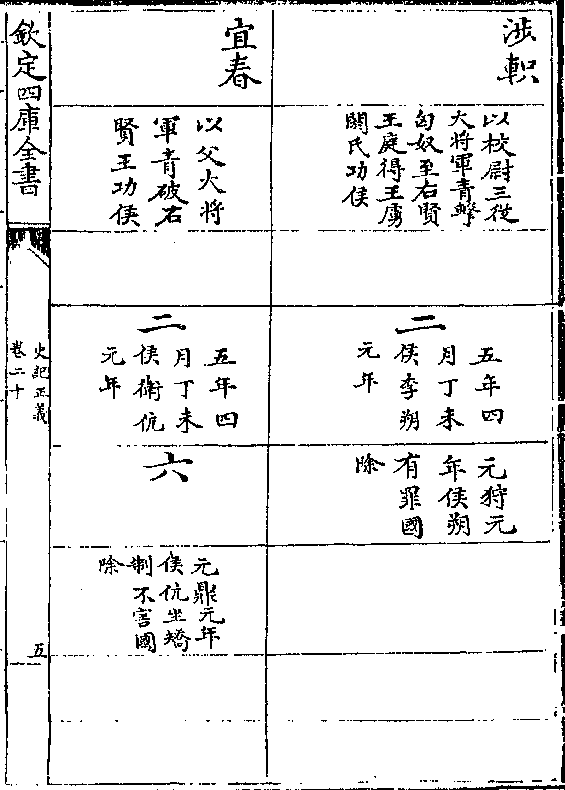 涉軹
以校尉三從
大將軍青擊
匈奴至右賢
王庭得王虜
閼氏功侯
二
五年四
月丁未
侯李朔
元年
元狩元
年侯朔
有罪國
除
宜春
以父大將
軍青破右
賢王功侯
二
五年四
月丁未
侯衛伉
元年
六
元鼎元年
侯伉坐矯
制不害國
除
欽定四庫全書
史記正義
卷二十
五